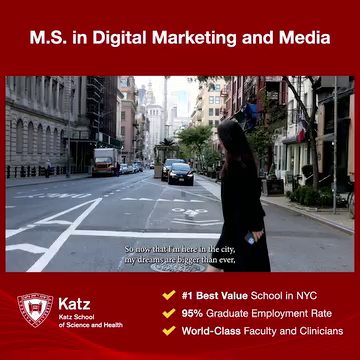 M.S. in Digital Marketing and Media
So now that I'm here in the city,
my dreams are bigger than ever,
Katz
Katz School
of Science and Health
#1 Best Value School in NYC
95% Graduate Employment Rate
World-Class Faculty and Clinicians